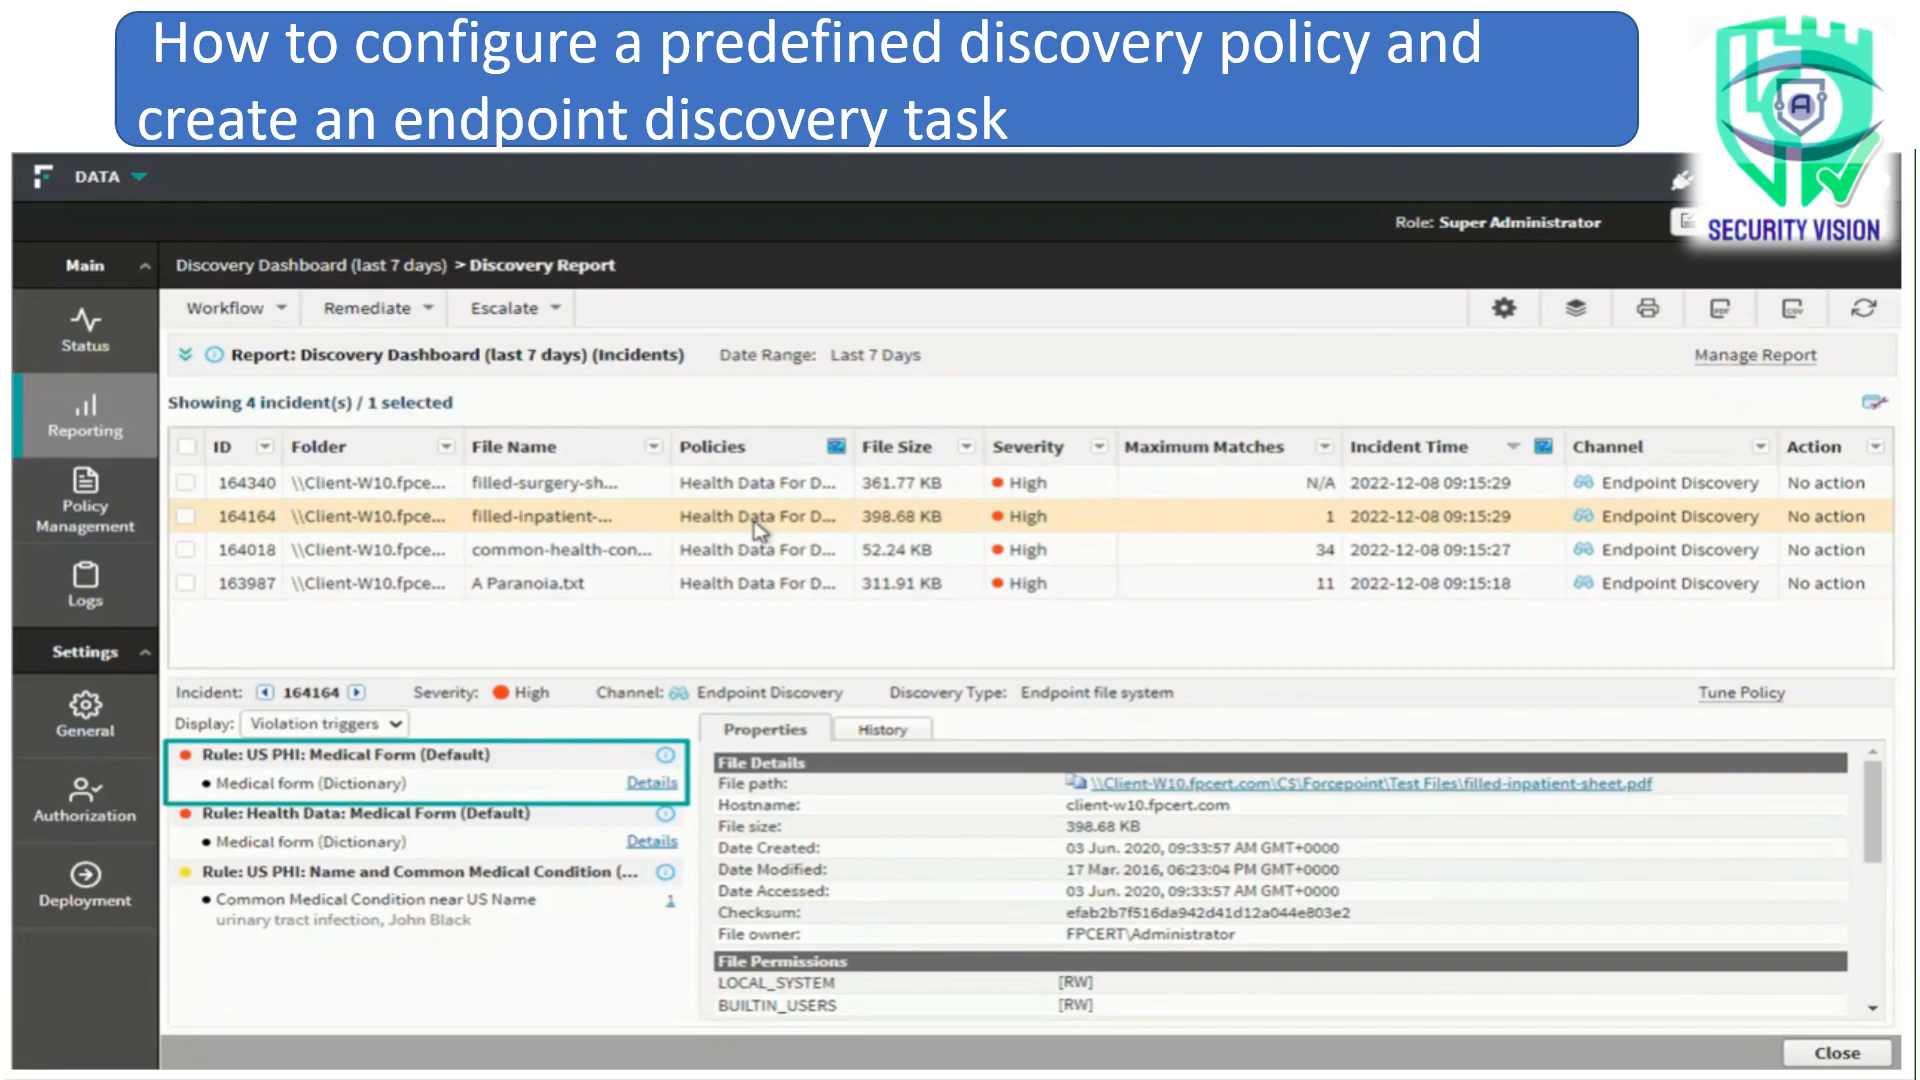 How to configure a predefined discovery policy and
create an endpoint discovery task
SECURITY VISION
DATA
Role: Super Administrator
Main
Discovery Dashboard (last 7 days) > Discovery Report
Workflow Remediate Escalate
Status
Report: Discovery Dashboard (last 7 days) (Incidents) Date Range: Last 7 Days Manage Report
Showing 4 incident(s) / 1 selected
Reporting
ID Folder File Name Policies File Size Severity Maximum Matches Incident Time Channel Action
164340 \\Client-W10.fpce... filled-surgery-sh... Health Data For D... 361.77 KB High N/A 2022-12-08 09:15:29 Endpoint Discovery No action
164164 \\Client-W10.fpce... filled-inpatient-... Health Data For D... 398.68 KB High 1 2022-12-08 09:15:29 Endpoint Discovery No action
164018 \\Client-W10.fpce... common-health-con... Health Data For D... 52.24 KB High 34 2022-12-08 09:15:27 Endpoint Discovery No action
163987 \\Client-W10.fpce... A Paranoia.txt Health Data For D... 311.91 KB High 11 2022-12-08 09:15:18 Endpoint Discovery No action
Policy
Management
Logs
Settings
General
Authorization
Deployment
Incident: 164164 Severity: High Channel: Endpoint Discovery Discovery Type: Endpoint file system Tune Policy
Display: Violation triggers
Rule: US PHI: Medical Form (Default)
Medical form (Dictionary) Details
Rule: Health Data: Medical Form (Default)
Medical form (Dictionary) Details
Rule: US PHI: Name and Common Medical Condition (...
Common Medical Condition near US Name 1
urinary tract infection, John Black
Properties History
File Details
File path: \\Client-W10.fpcert.com\C$\Forcepoint\Test Files\filled-inpatient-sheet.pdf
Hostname: client-w10.fpcert.com
File size: 398.68 KB
Date Created: 03 Jun. 2020, 09:33:57 AM GMT+0000
Date Modified: 17 Mar. 2016, 06:23:04 PM GMT+0000
Date Accessed: 03 Jun. 2020, 09:33:57 AM GMT+0000
Checksum: efab2b7f516da942d41d12a044e803e2
File owner: FPCERT\Administrator
File Permissions
LOCAL_SYSTEM [RW]
BUILTIN_USERS [RW]
Close